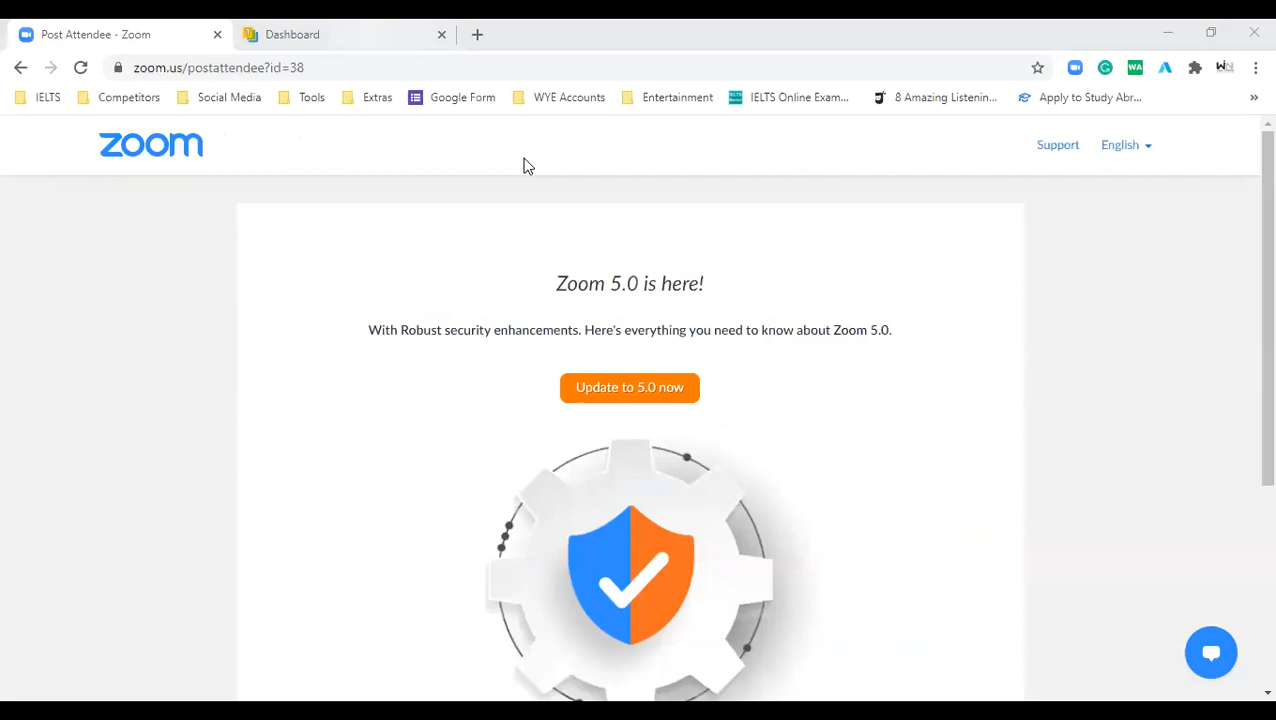 Post Attendee - Zoom
Dashboard
zoom.us/postattendee?id=38
IELTS
Competitors
Social Media
Tools
Extras
Google Form
WYE Accounts
Entertainment
IELTS Online Exam...
8 Amazing Listenin...
Apply to Study Abr...
»
zoom
Support
English
Zoom 5.0 is here!
With Robust security enhancements. Here's everything you need to know about Zoom 5.0.
Update to 5.0 now